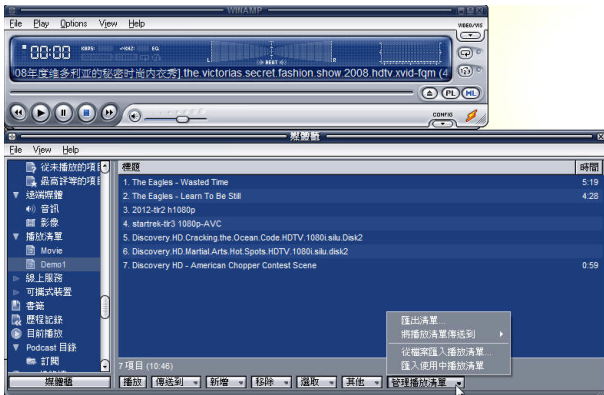 WINAMP
File Play Options View Help
VIDEO/VIS
00:00 KBPS: KHZ: EQ
L R
BEAT
08年度维多利亚的秘密时尚内衣秀] the.victorias.secret.fashion.show.2008.hdtv.xvid-fqm (4
PL ML
CONFIG
媒體櫃
File View Help
從未播放的項目
最高評等的項目
遠端媒體
音訊
影像
播放清單
Movie
Demo1
線上服務
可攜式裝置
書籤
歷程記錄
目前播放
Podcast 目錄
訂閱
標題 時間
1. The Eagles - Wasted Time 5:19
2. The Eagles - Learn To Be Still 4:28
3. 2012-tlr2 h1080p
4. startrek-tlr3 1080p-AVC
5. Discovery.HD.Cracking.the.Ocean.Code.HDTV.1080i.silu.Disk2
6. Discovery.HD.Martial.Arts.Hot.Spots.HDTV.1080i.silu.disk2
7. Discovery HD - American Chopper Contest Scene 0:59
匯出清單...
將播放清單傳送到
從檔案匯入播放清單...
匯入使用中播放清單
7 項目 (10:46)
媒體櫃 播放 傳送到 新增 移除 選取 其他 管理播放清單